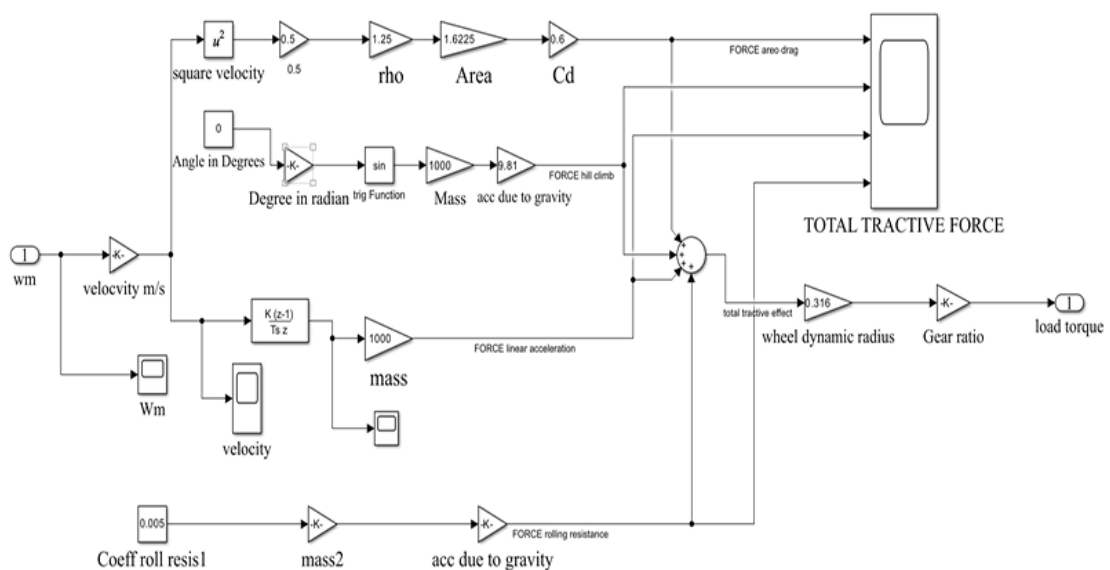 u²
square velocity
0.5
0.5
1.25
rho
1.6225
Area
0.6
Cd
FORCE areo drag
0
Angle in Degrees
-K-
Degree in radian
sin
trig Function
1000
Mass
9.81
acc due to gravity
FORCE hill climb
TOTAL TRACTIVE FORCE
1
wm
-K-
velocvity m/s
+
+
+
+
K (z-1)
Ts z
1000
mass
FORCE linear acceleration
total tractive effect
0.316
wheel dynamic radius
-K-
Gear ratio
1
load torque
Wm
velocity
0.005
Coeff roll resis1
-K-
mass2
-K-
acc due to gravity
FORCE rolling resistance